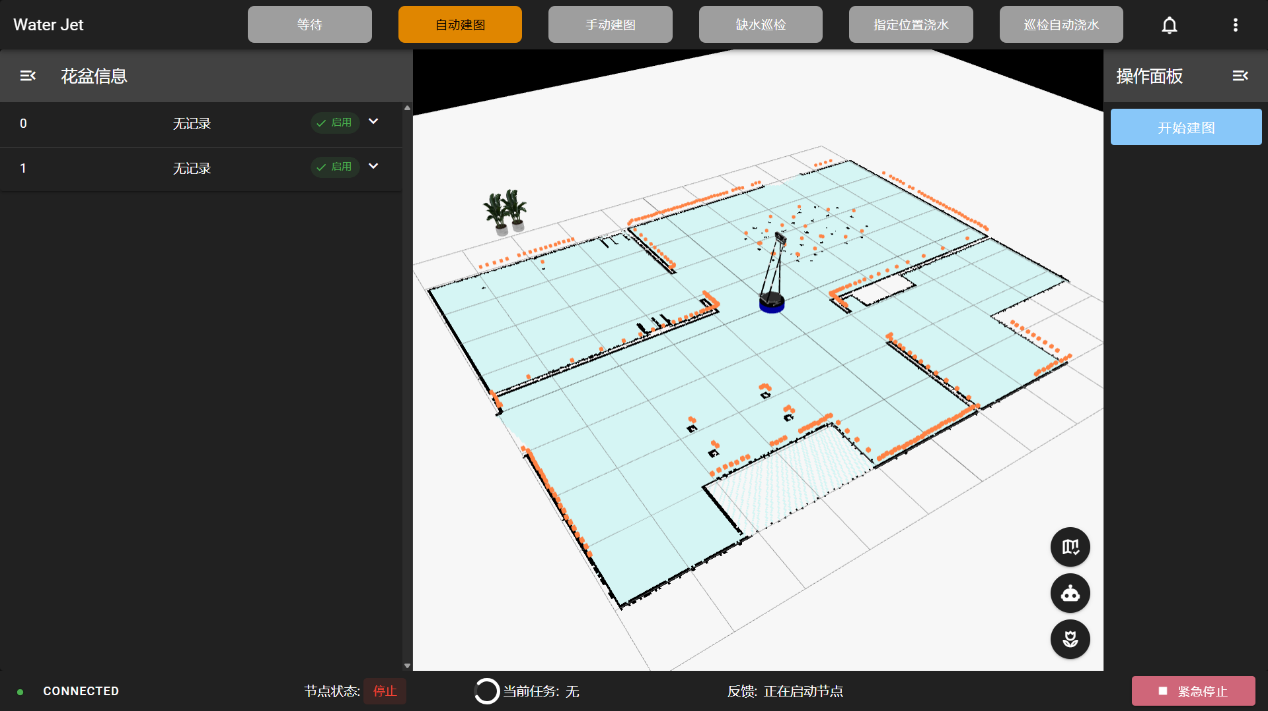 Water Jet
等待
自动建图
手动建图
缺水巡检
指定位置浇水
巡检自动浇水
花盆信息
操作面板
0 无记录 启用
开始建图
1 无记录 启用
CONNECTED
节点状态: 停止
当前任务: 无
反馈: 正在启动节点
紧急停止